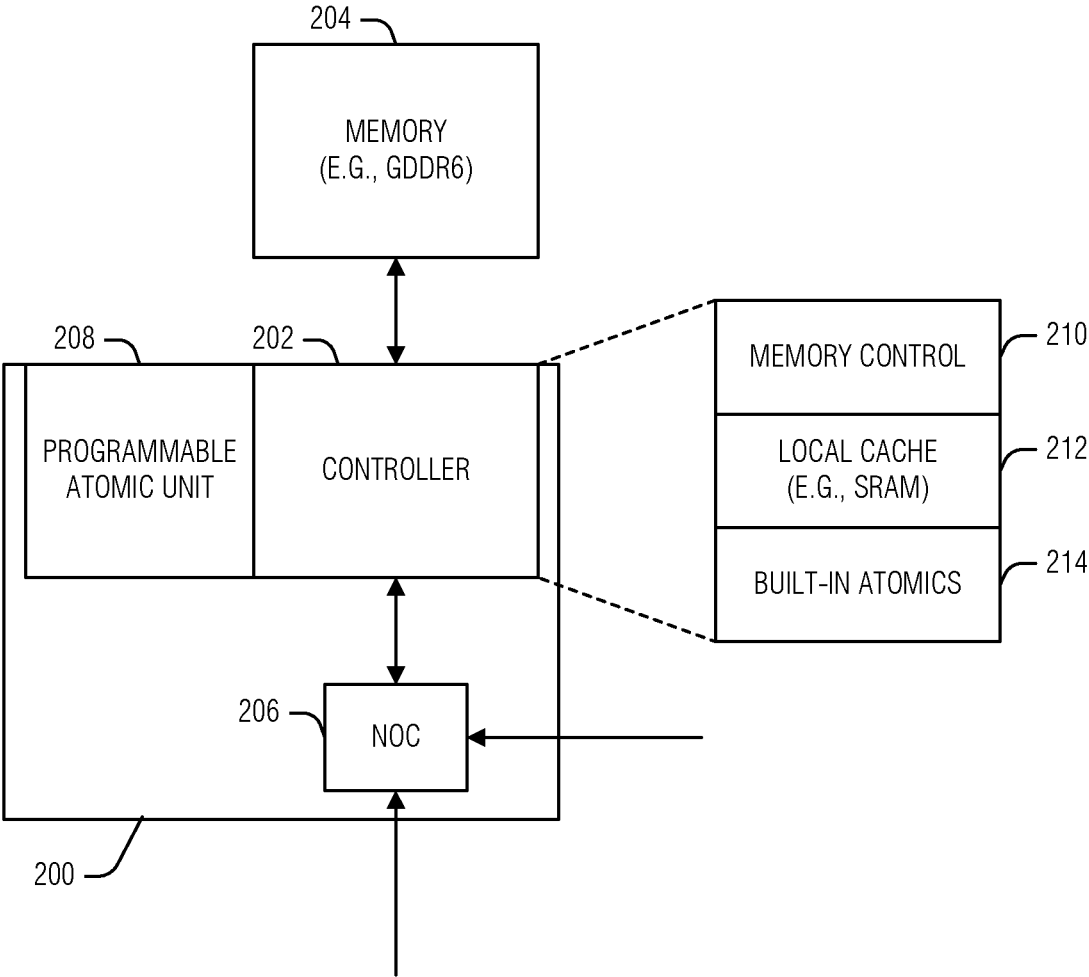 204
MEMORY
(E.G., GDDR6)
208
202
PROGRAMMABLE
ATOMIC UNIT
CONTROLLER
MEMORY CONTROL
210
LOCAL CACHE
(E.G., SRAM)
212
BUILT-IN ATOMICS
214
206
NOC
200